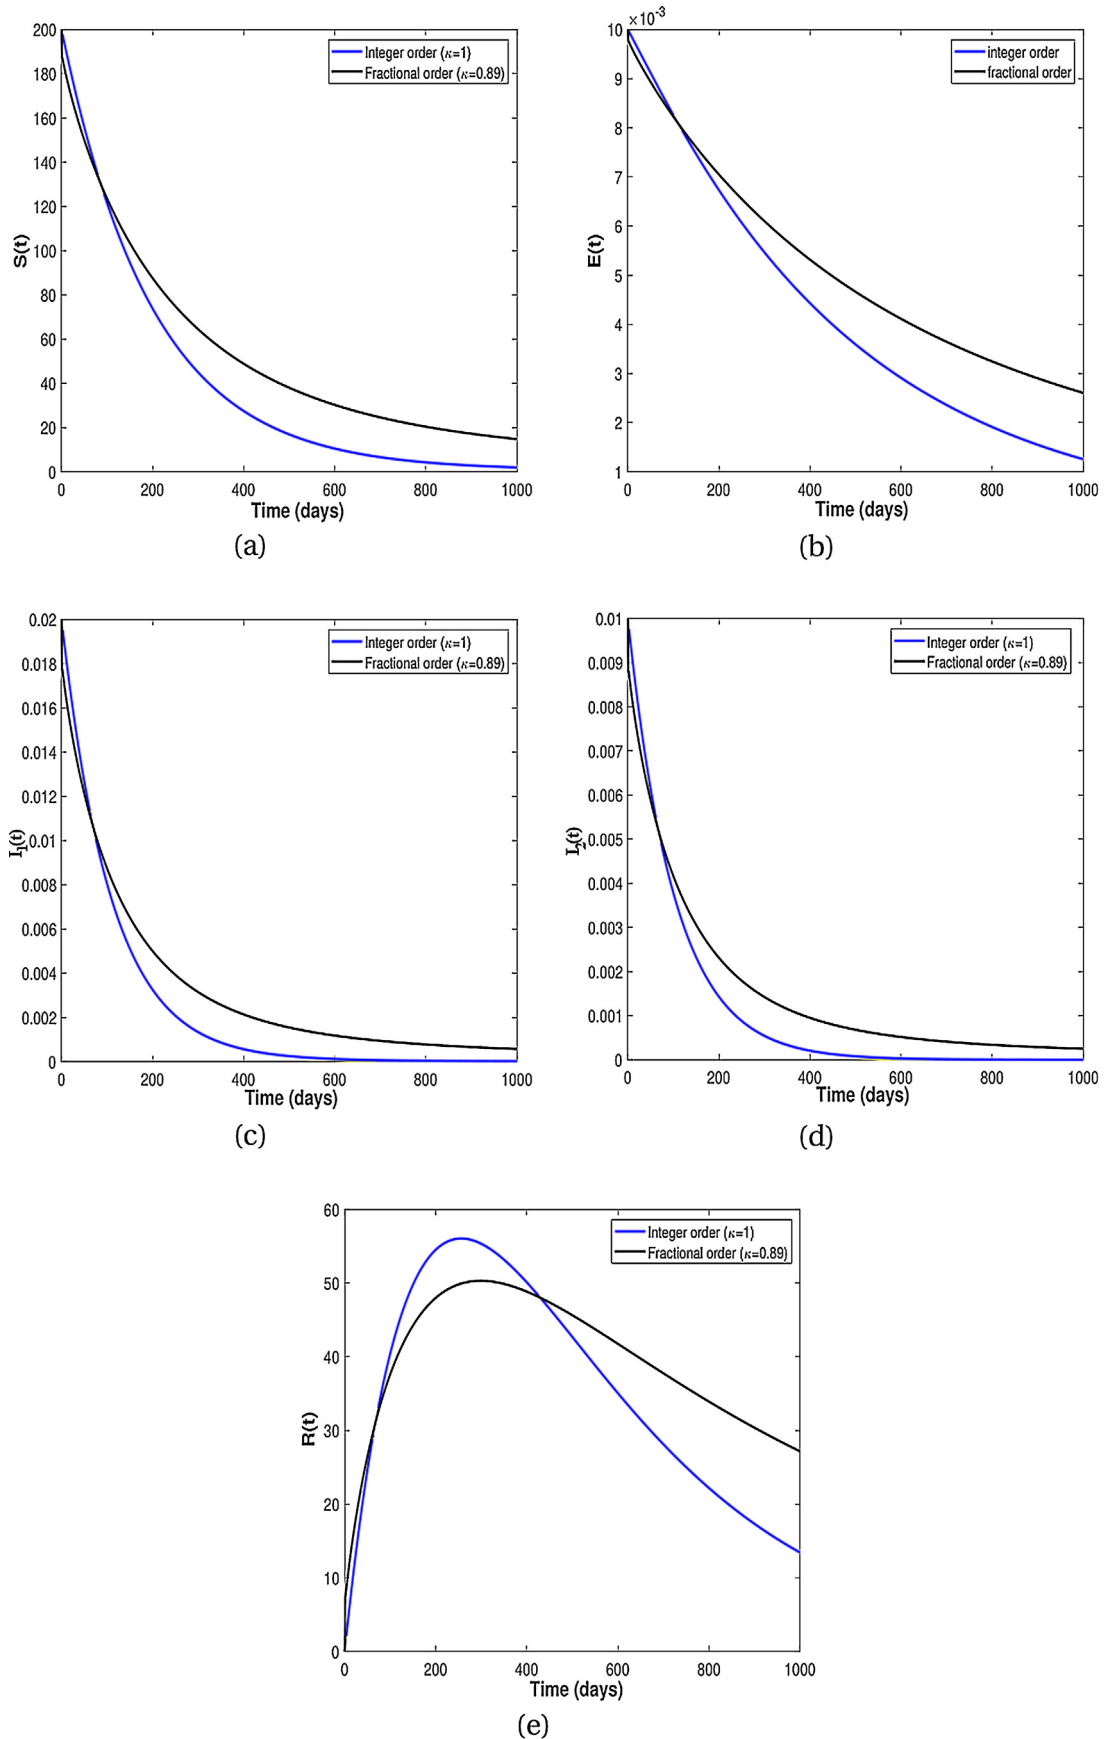 200
180
160
140
120
100
80
60
40
20
0
S(t)
Integer order (κ=1)
Fractional order (κ=0.89)
0 200 400 600 800 1000
Time (days)
(a)
×10-3
10
9
8
7
6
5
4
3
2
1
E(t)
integer order
fractional order
0 200 400 600 800 1000
Time (days)
(b)
0.02
0.018
0.016
0.014
0.012
0.01
0.008
0.006
0.004
0.002
0
I1(t)
Integer order (κ=1)
Fractional order (κ=0.89)
0 200 400 600 800 1000
Time (days)
(c)
0.01
0.009
0.008
0.007
0.006
0.005
0.004
0.003
0.002
0.001
0
I2(t)
Integer order (κ=1)
Fractional order (κ=0.89)
0 200 400 600 800 1000
Time (days)
(d)
60
50
40
30
20
10
0
R(t)
Integer order (κ=1)
Fractional order (κ=0.89)
0 200 400 600 800 1000
Time (days)
(e)